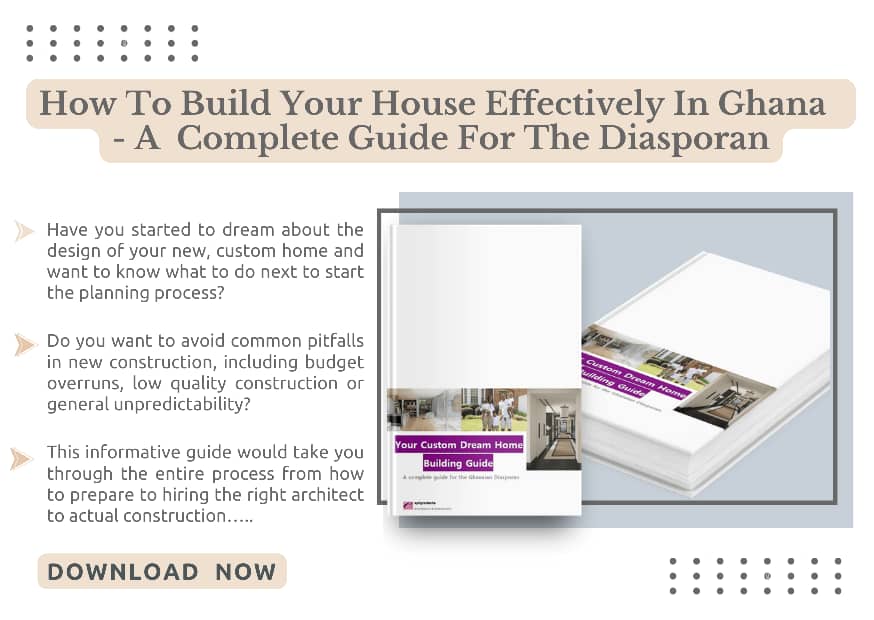 How To Build Your House Effectively In Ghana
- A Complete Guide For The Diasporan
Have you started to dream about the
design of your new, custom home and
want to know what to do next to start
the planning process?
Do you want to avoid common pitfalls
in new construction, including budget
overruns, low quality construction or
general unpredictability?
This informative guide would take you
through the entire process from how
to prepare to hiring the right architect
to actual construction.....
DOWNLOAD NOW
Your Custom Dream Home
Building Guide
A complete guide for the Ghanaian Diasporan
Custom Dream Home
Building Guide